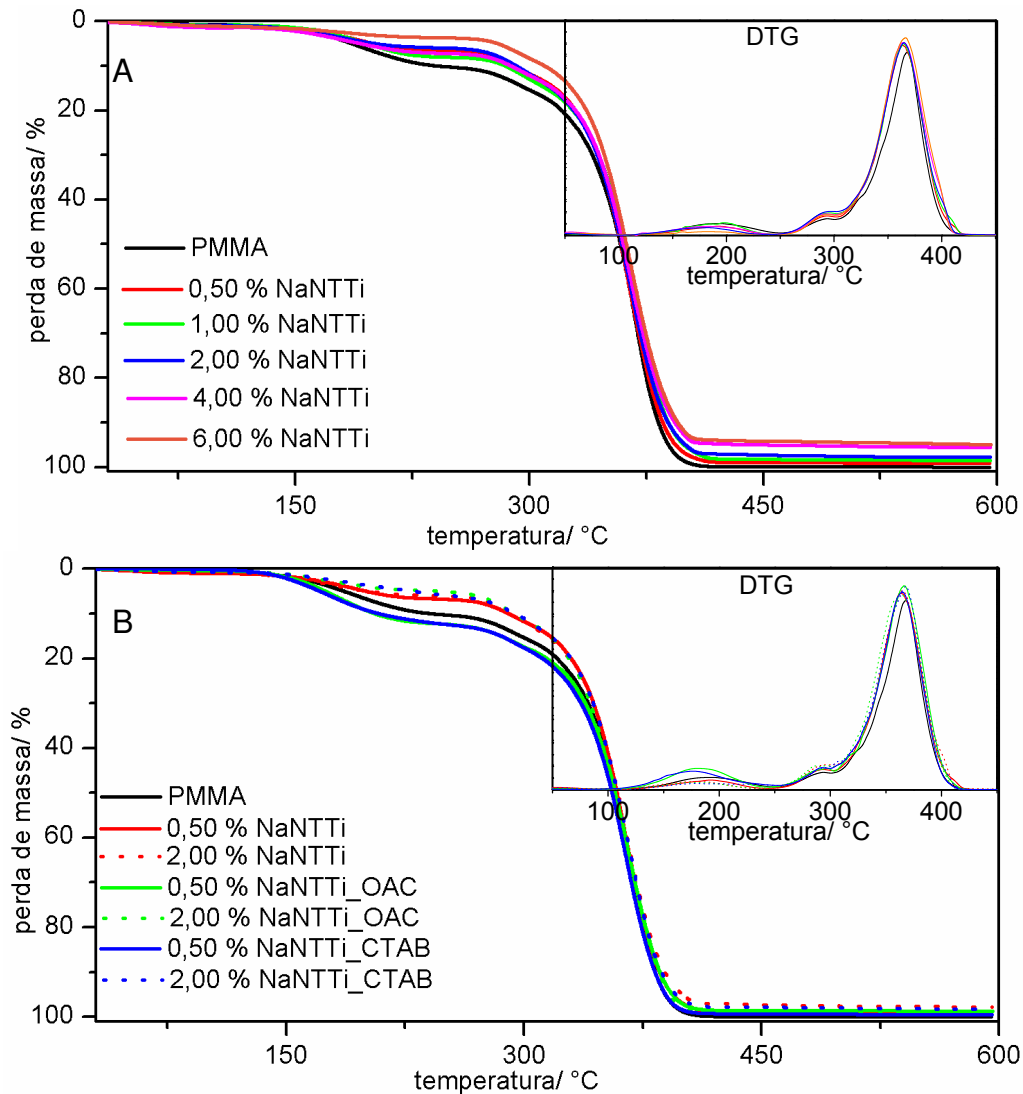 A
DTG
0
20
40
60
80
100
perda de massa/ %
100
200
300
400
temperatura/ °C
PMMA
0,50 % NaNTTi
1,00 % NaNTTi
2,00 % NaNTTi
4,00 % NaNTTi
6,00 % NaNTTi
150
300
450
600
temperatura/ °C
B
DTG
0
20
40
60
80
100
perda de massa/ %
100
200
300
400
temperatura/ °C
PMMA
0,50 % NaNTTi
2,00 % NaNTTi
0,50 % NaNTTi_OAC
2,00 % NaNTTi_OAC
0,50 % NaNTTi_CTAB
2,00 % NaNTTi_CTAB
150
300
450
600
temperatura/ °C